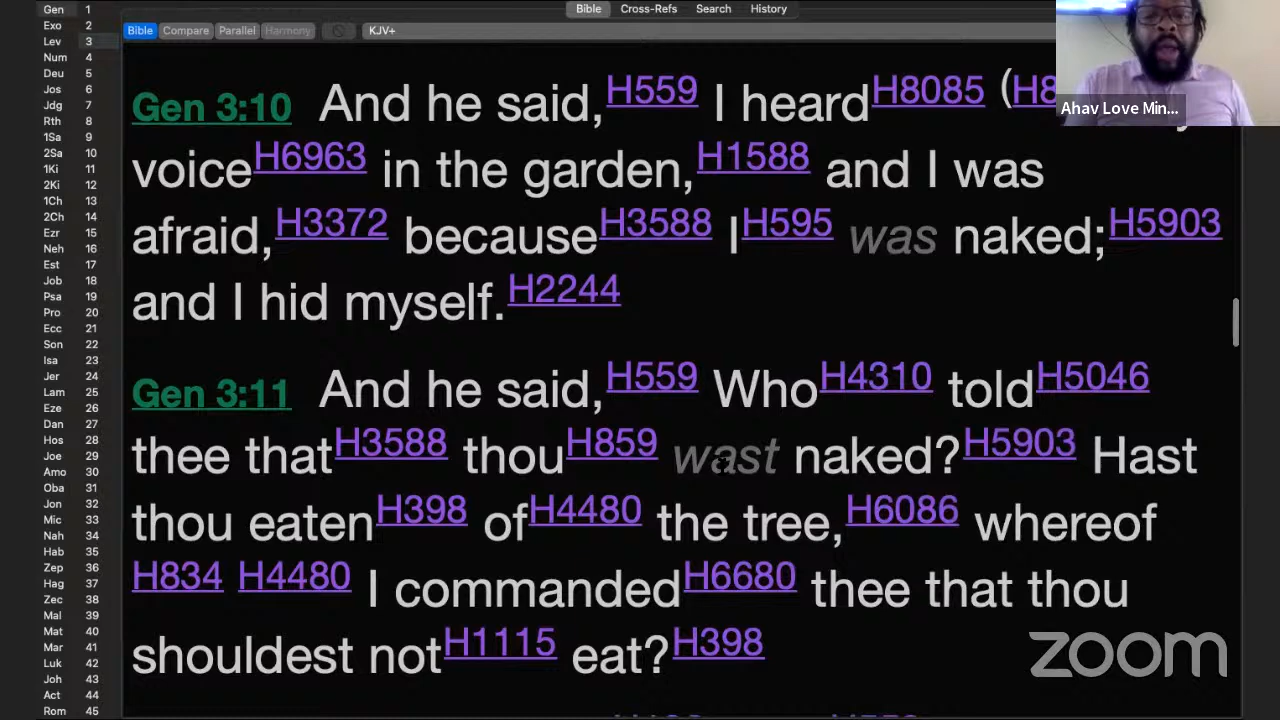 Bible Cross-Refs Search History
Bible Compare Parallel Harmony KJV+
Gen 1
Exo 2
Lev 3
Num 4
Deu 5
Jos 6
Jdg 7
Rth 8
1Sa 9
2Sa 10
1Ki 11
2Ki 12
1Ch 13
2Ch 14
Ezr 15
Neh 16
Est 17
Job 18
Psa 19
Pro 20
Ecc 21
Son 22
Isa 23
Jer 24
Lam 25
Eze 26
Dan 27
Hos 28
Joe 29
Amo 30
Oba 31
Jon 32
Mic 33
Nah 34
Hab 35
Zep 36
Hag 37
Zec 38
Mal 39
Mat 40
Mar 41
Luk 42
Joh 43
Act 44
Rom 45
Gen 3:10 And he said,H559 I heardH8085 (H8
voiceH6963 in the garden,H1588 and I was
afraid,H3372 becauseH3588 IH595 was naked;H5903
and I hid myself.H2244
Gen 3:11 And he said,H559 WhoH4310 toldH5046
thee thatH3588 thouH859 wast naked?H5903 Hast
thou eatenH398 ofH4480 the tree,H6086 whereof
H834 H4480 I commandedH6680 thee that thou
shouldest notH1115 eat?H398
Ahav Love Min...
zoom